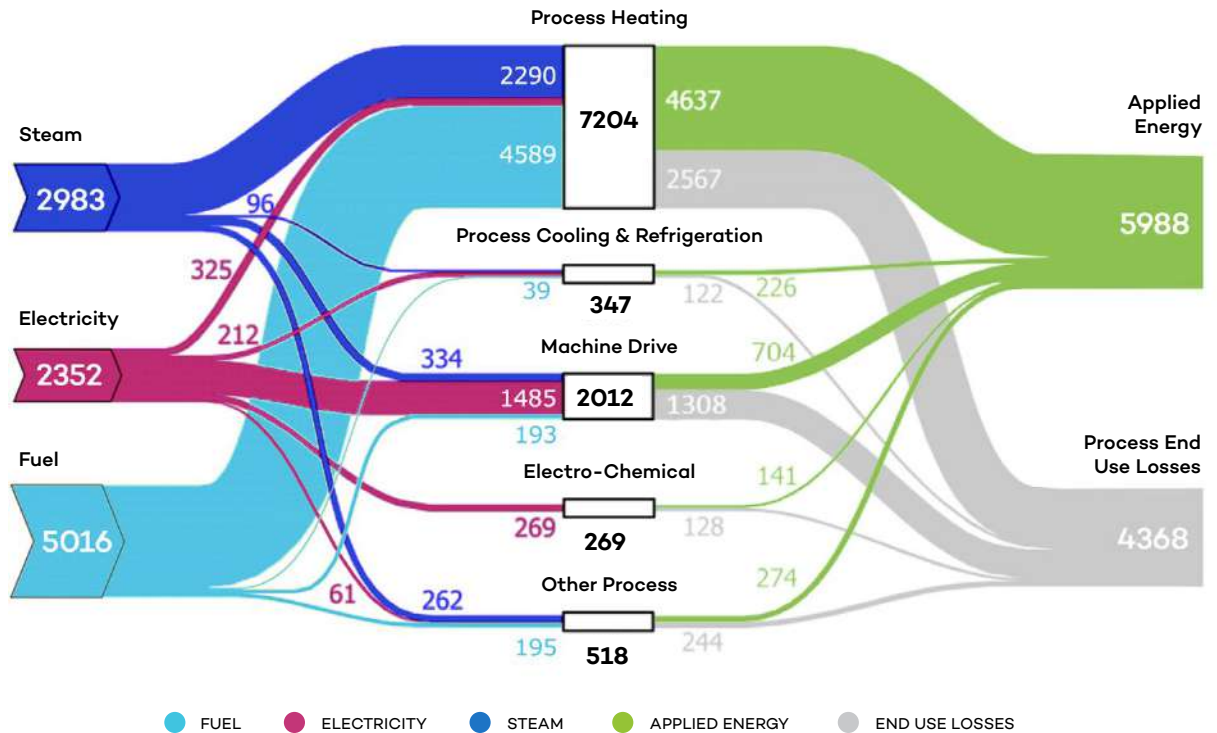 Process Heating
2290
7204
4637
4589
2567
Applied
Energy
Steam
2983
96
5988
Process Cooling & Refrigeration
325
39
347
122
226
Electricity
2352
212
Machine Drive
334
704
1485
2012
1308
193
Fuel
5016
Electro-Chemical
141
269
269
128
Process End
Use Losses
4368
Other Process
274
61
262
195
518
244
FUEL
ELECTRICITY
STEAM
APPLIED ENERGY
END USE LOSSES